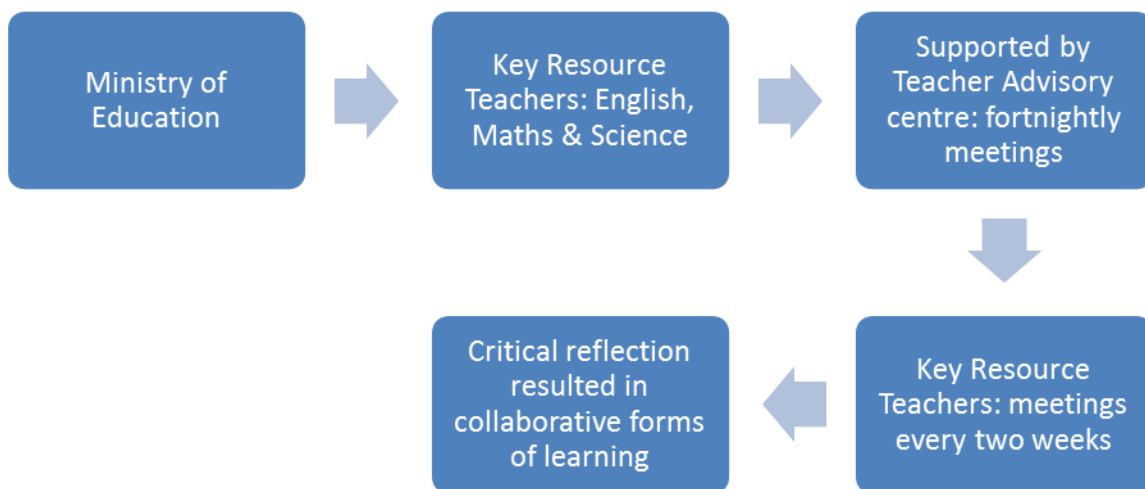 Ministry of
Education
Key Resource
Teachers: English,
Maths & Science
Supported by
Teacher Advisory
centre: fortnightly
meetings
Key Resource
Teachers: meetings
every two weeks
Critical reflection
resulted in
collaborative forms
of learning